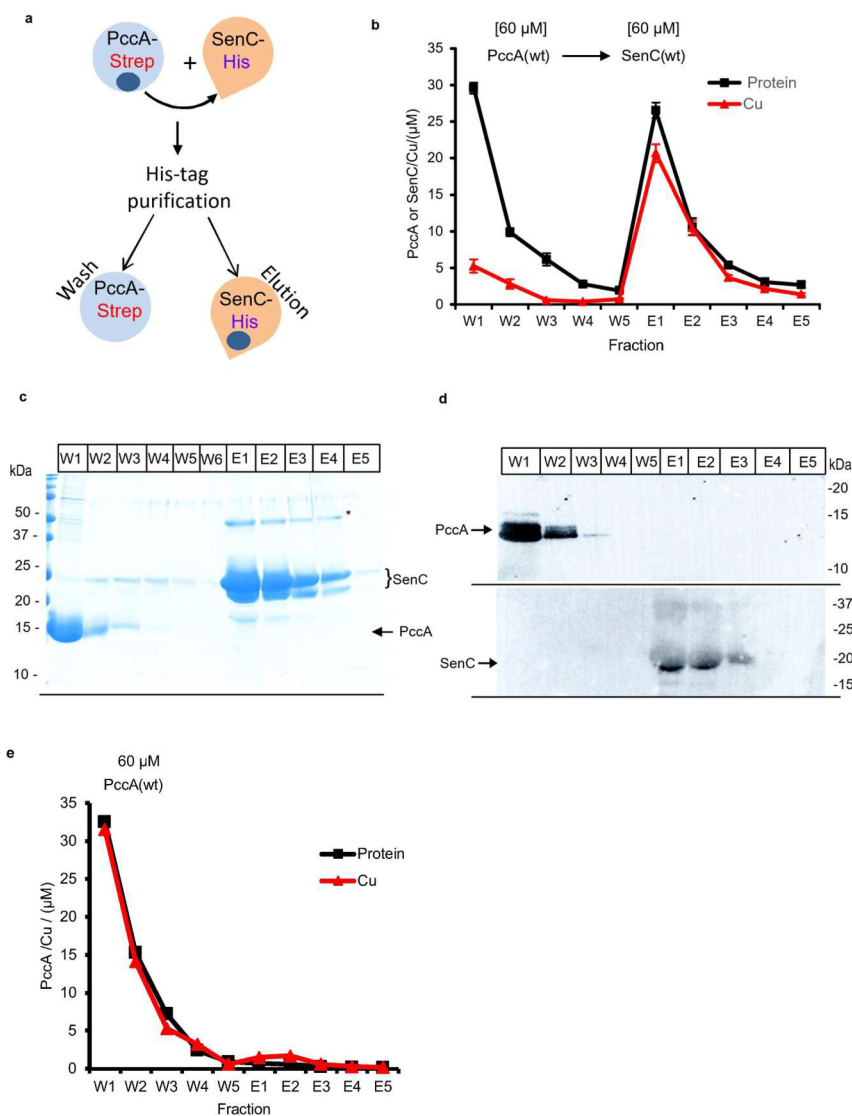 a
PccA-
Strep
+
SenC-
His
His-tag
purification
Wash
PccA-
Strep
Elution
SenC-
His
b
[60 µM] [60 µM]
PccA(wt) SenC(wt)
Protein
Cu
PccA or SenC/Cu/(µM)
35
30
25
20
15
10
5
0
W1 W2 W3 W4 W5 E1 E2 E3 E4 E5
Fraction
c
W1 W2 W3 W4 W5 W6 E1 E2 E3 E4 E5
kDa
50 -
37 -
25 -
20 -
15 -
10 -
*
}SenC
PccA
d
W1 W2 W3 W4 W5 E1 E2 E3 E4 E5
kDa
-20
-15
-10
PccA
-37
-25
-20
-15
SenC
e
60 µM
PccA(wt)
Protein
Cu
PccA /Cu / (µM)
35
30
25
20
15
10
5
0
W1 W2 W3 W4 W5 E1 E2 E3 E4 E5
Fraction